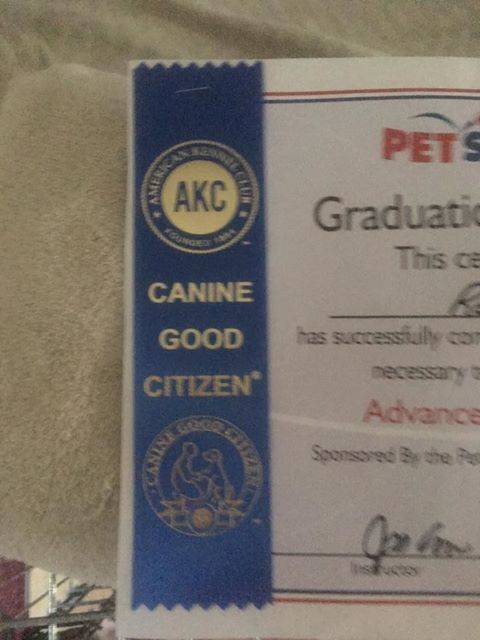 AMERICAN KENNEL CLUB
AKC
FOUNDED 1884
CANINE
GOOD
CITIZEN®
CANINE GOOD CITIZEN
PETS
Graduatio
This ce
has successfully com
necessary t
Advance
Sponsored By the Pet
Instructor